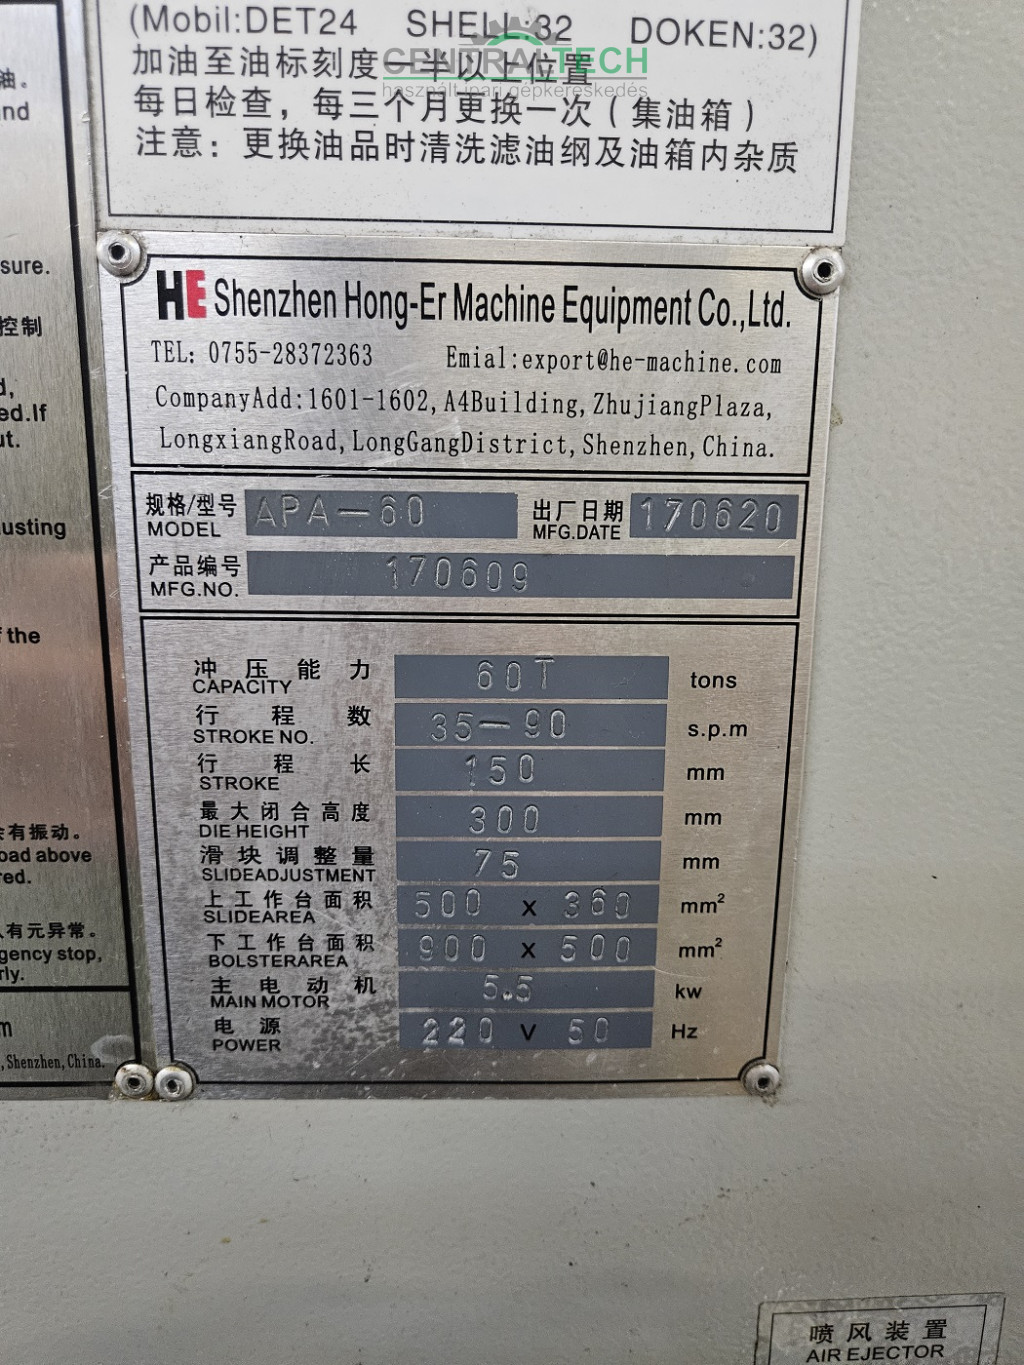 (Mobil:DET24 SHELL:32 DOKEN:32)
加油至油标刻度一半以上位置
CENTRALTECH
használt ipari gépkereskedés
每日检查，每三个月更换一次（集油箱）
注意：更换油品时清洗滤油纲及油箱内杂质
油。
and
sure.
控制
d,
ed.If
ut.
usting
f the
会有振动。
oad above
red.
人有元异常。
gency stop,
rly.
m
,Shenzhen,China.
HE Shenzhen Hong-Er Machine Equipment Co.,Ltd.
TEL: 0755-28372363 Emial:export@he-machine.com
CompanyAdd:1601-1602,A4Building,ZhujiangPlaza,
LongxiangRoad,LongGangDistrict,Shenzhen,China.
规格/型号 APA-60 出厂日期 170620
MODEL MFG.DATE
产品编号 170609
MFG.NO.
冲压能力 60T tons
CAPACITY
行程数 35-90 s.p.m
STROKE NO.
行程长 150 mm
STROKE
最大闭合高度 300 mm
DIE HEIGHT
滑块调整量 75 mm
SLIDEADJUSTMENT
上工作台面积 500 x 360 mm²
SLIDEAREA
下工作台面积 900 x 500 mm²
BOLSTERAREA
主电动机 5.5 kw
MAIN MOTOR
电源 220 V 50 Hz
POWER
喷风装置
AIR EJECTOR